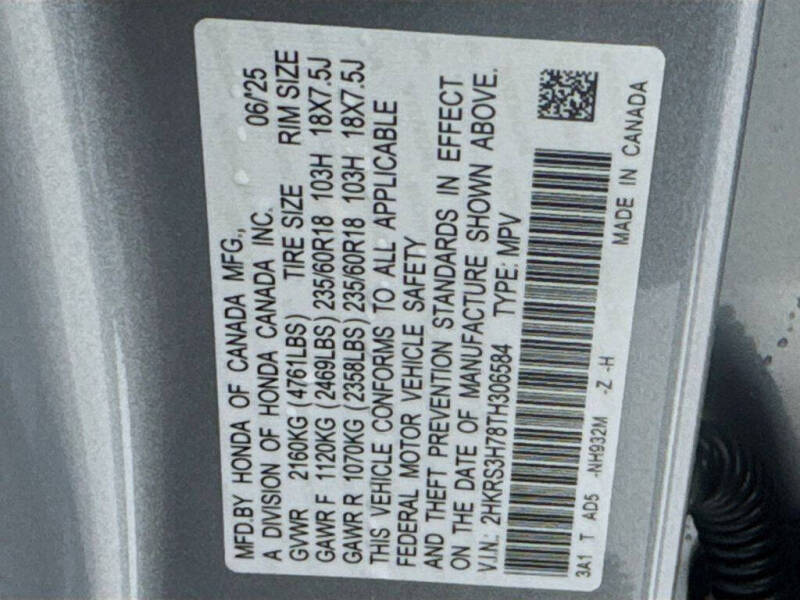 MFD.BY HONDA OF CANADA MFG.,
A DIVISION OF HONDA CANADA INC. 06/25
GVWR 2160KG (4761LBS) TIRE SIZE RIM SIZE
GAWR F 1120KG (2469LBS) 235/60R18 103H 18X7.5J
GAWR R 1070KG (2358LBS) 235/60R18 103H 18X7.5J
THIS VEHICLE CONFORMS TO ALL APPLICABLE
FEDERAL MOTOR VEHICLE SAFETY
AND THEFT PREVENTION STANDARDS IN EFFECT
ON THE DATE OF MANUFACTURE SHOWN ABOVE.
V.I.N.: 2HKRS3H78TH306584 TYPE: MPV
3A1 T AD5 -NH932M -Z -H MADE IN CANADA